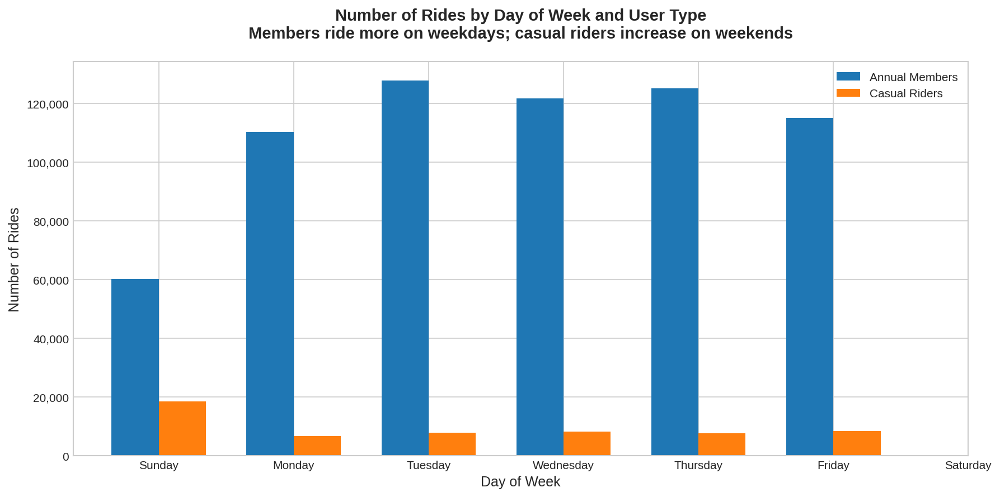 Number of Rides by Day of Week and User Type
Members ride more on weekdays; casual riders increase on weekends
Annual Members
Casual Riders
Number of Rides
120,000
100,000
80,000
60,000
40,000
20,000
0
Sunday
Monday
Tuesday
Wednesday
Thursday
Friday
Saturday
Day of Week